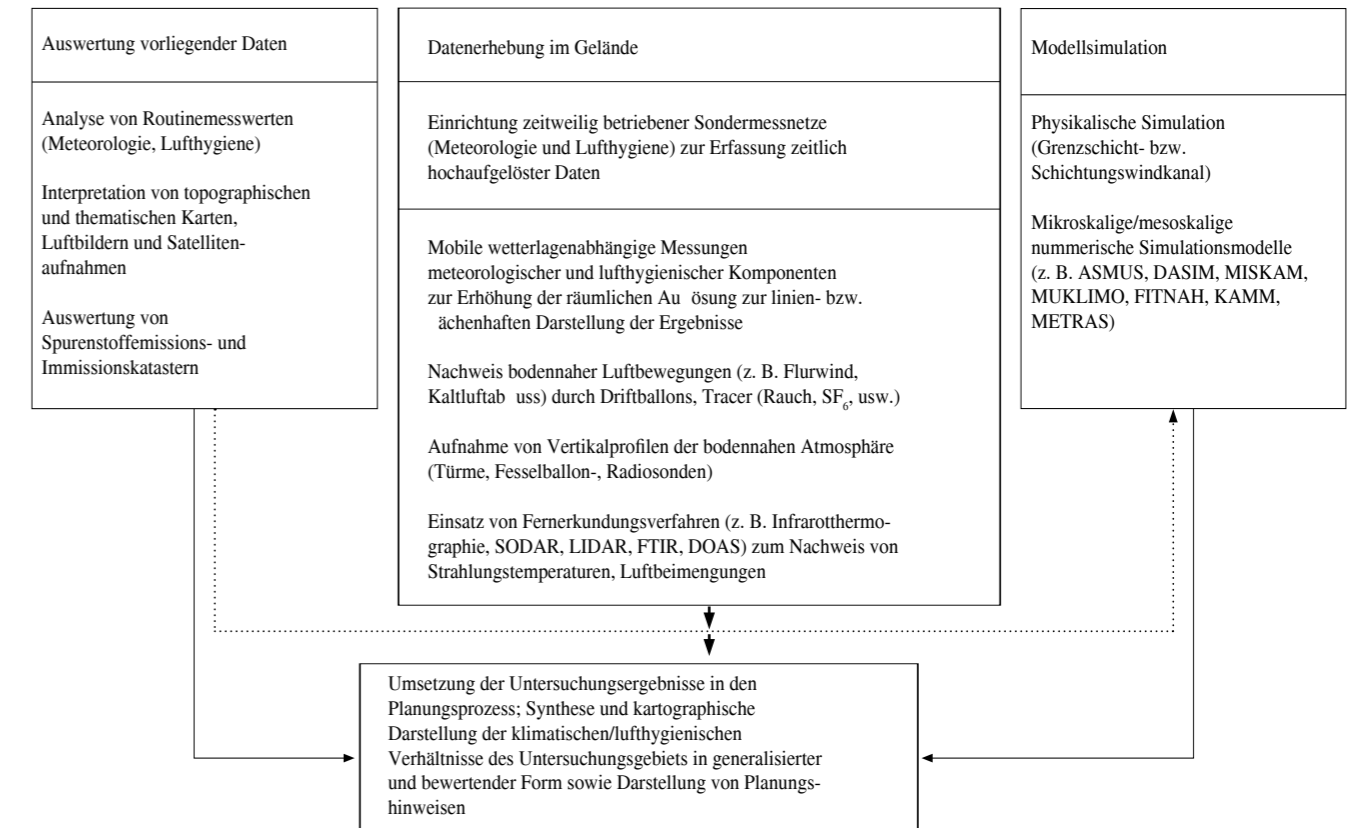 Auswertung vorliegender Daten
Analyse von Routinemesswerten
(Meteorologie, Lufthygiene)
Interpretation von topographischen
und thematischen Karten,
Luftbildern und Satelliten-
aufnahmen
Auswertung von
Spurenstoffemissions- und
Immissionskatastern
Datenerhebung im Gelände
Einrichtung zeitweilig betriebener Sondermessnetze
(Meteorologie und Lufthygiene) zur Erfassung zeitlich
hochaufgelöster Daten
Mobile wetterlagenabhängige Messungen
meteorologischer und lufthygienischer Komponenten
zur Erhöhung der räumlichen Au ösung zur linien- bzw.
ächenhaften Darstellung der Ergebnisse
Nachweis bodennaher Luftbewegungen (z. B. Flurwind,
Kaltluftab uss) durch Driftballons, Tracer (Rauch, SF₆, usw.)
Aufnahme von Vertikalprofilen der bodennahen Atmosphäre
(Türme, Fesselballon-, Radiosonden)
Einsatz von Fernerkundungsverfahren (z. B. Infrarotthermo-
graphie, SODAR, LIDAR, FTIR, DOAS) zum Nachweis von
Strahlungstemperaturen, Luftbeimengungen
Modellsimulation
Physikalische Simulation
(Grenzschicht- bzw.
Schichtungswindkanal)
Mikroskalige/mesoskalige
nummerische Simulationsmodelle
(z. B. ASMUS, DASIM, MISKAM,
MUKLIMO, FITNAH, KAMM,
METRAS)
Umsetzung der Untersuchungsergebnisse in den
Planungsprozess; Synthese und kartographische
Darstellung der klimatischen/lufthygienischen
Verhältnisse des Untersuchungsgebiets in generalisierter
und bewertender Form sowie Darstellung von Planungs-
hinweisen